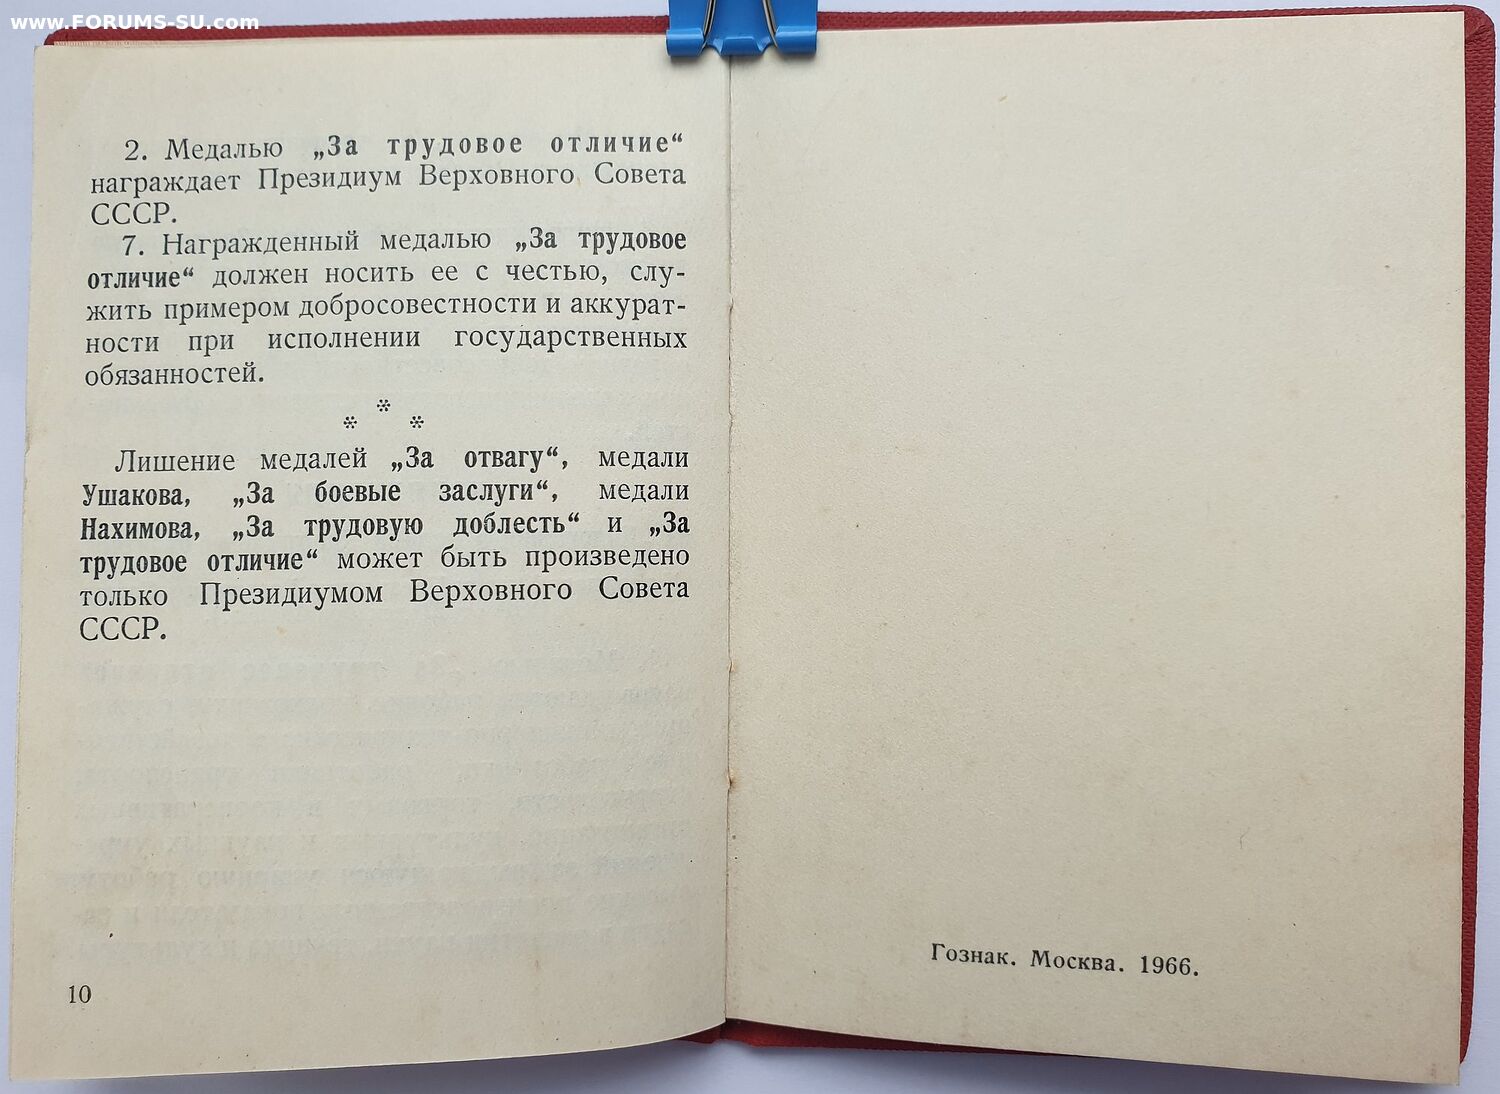 www.FORUMS-SU.com
2. Медалью „За трудовое отличие“
награждает Президиум Верховного Совета
СССР.
7. Награжденный медалью „За трудовое
отличие“ должен носить ее с честью, слу-
жить примером добросовестности и аккурат-
ности при исполнении государственных
обязанностей.
* * *
Лишение медалей „За отвагу“, медали
Ушакова, „За боевые заслуги“, медали
Нахимова, „За трудовую доблесть“ и „За
трудовое отличие“ может быть произведено
только Президиумом Верховного Совета
СССР.
10
Гознак. Москва. 1966.